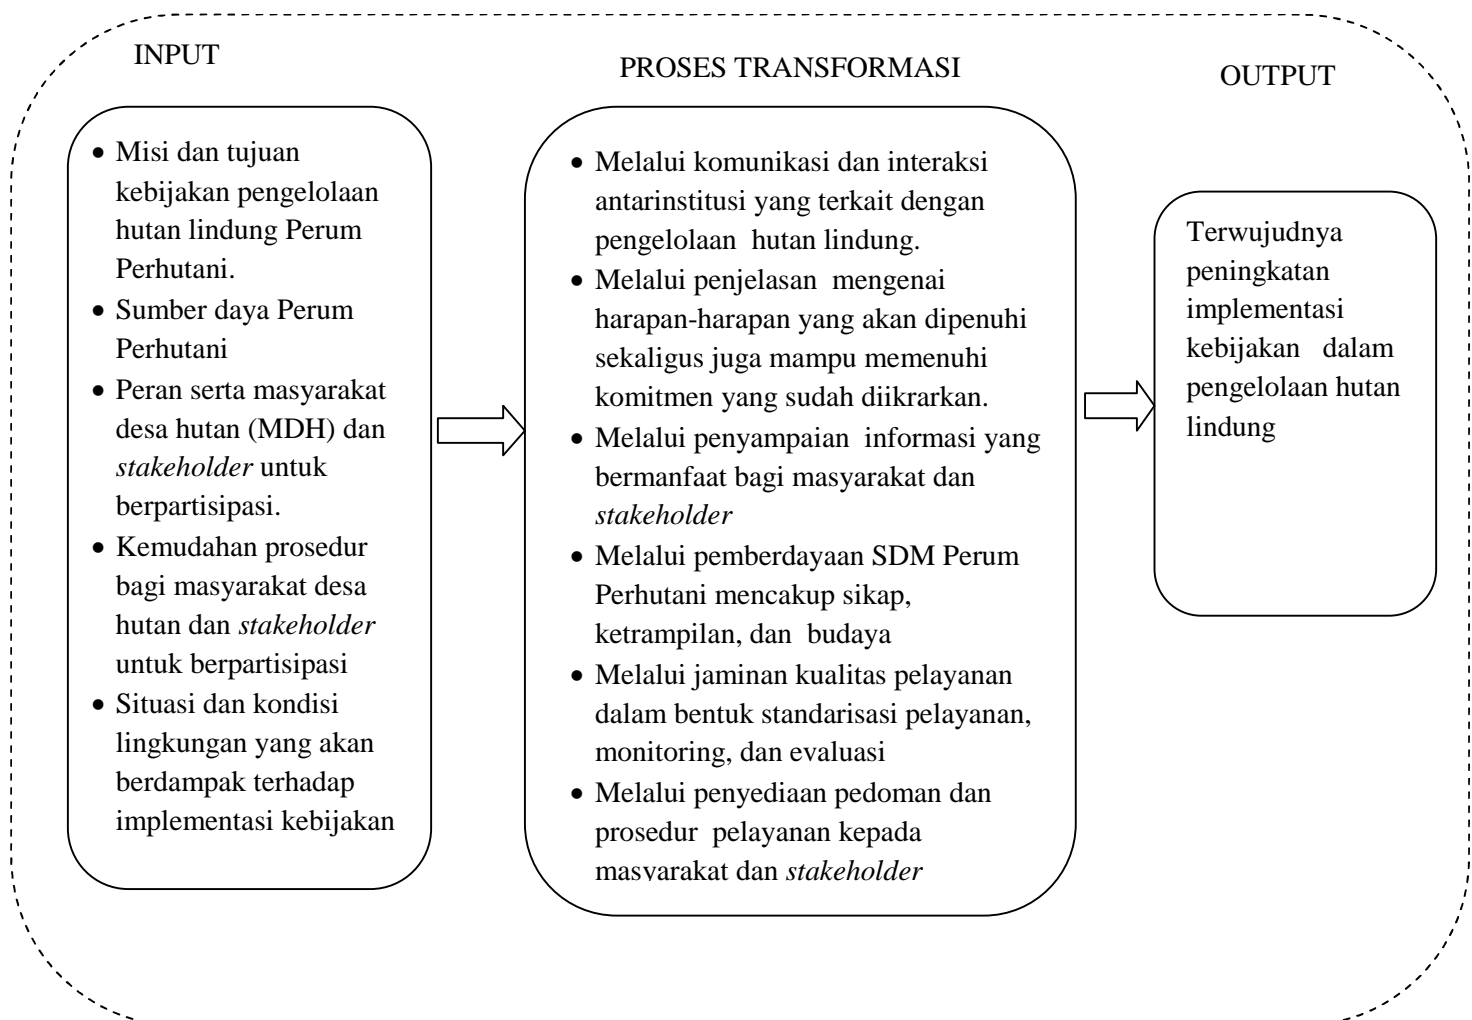 INPUT
• Misi dan tujuan
kebijakan pengelolaan
hutan lindung Perum
Perhutani.
• Sumber daya Perum
Perhutani
• Peran serta masyarakat
desa hutan (MDH) dan
stakeholder untuk
berpartisipasi.
• Kemudahan prosedur
bagi masyarakat desa
hutan dan stakeholder
untuk berpartisipasi
• Situasi dan kondisi
lingkungan yang akan
berdampak terhadap
implementasi kebijakan
PROSES TRANSFORMASI
• Melalui komunikasi dan interaksi
antarinstitusi yang terkait dengan
pengelolaan hutan lindung.
• Melalui penjelasan mengenai
harapan-harapan yang akan dipenuhi
sekaligus juga mampu memenuhi
komitmen yang sudah diikrarkan.
• Melalui penyampaian informasi yang
bermanfaat bagi masyarakat dan
stakeholder
• Melalui pemberdayaan SDM Perum
Perhutani mencakup sikap,
ketrampilan, dan budaya
• Melalui jaminan kualitas pelayanan
dalam bentuk standarisasi pelayanan,
monitoring, dan evaluasi
• Melalui penyediaan pedoman dan
prosedur pelayanan kepada
masyarakat dan stakeholder
OUTPUT
Terwujudnya
peningkatan
implementasi
kebijakan dalam
pengelolaan hutan
lindung